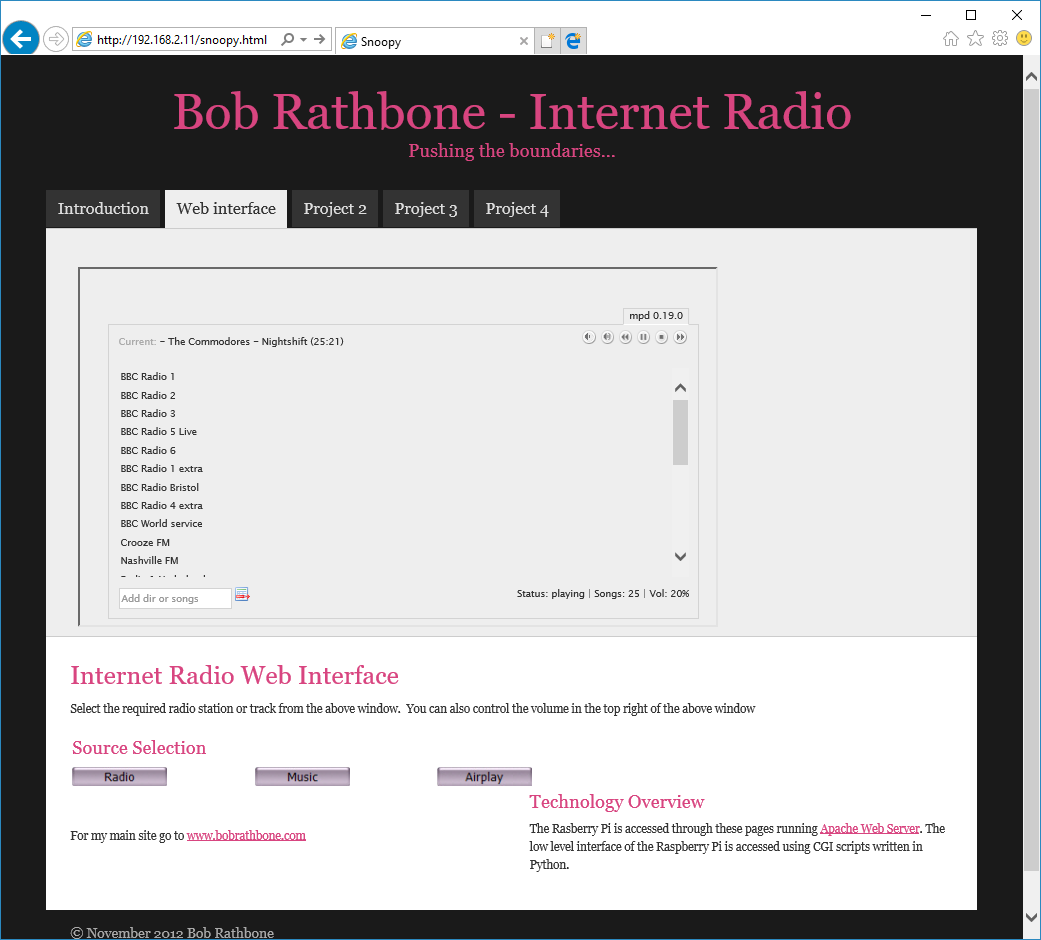 http://192.168.2.11/snoopy.html
Snoopy
Bob Rathbone - Internet Radio
Pushing the boundaries...
Introduction
Web interface
Project 2
Project 3
Project 4
mpd 0.19.0
Current: - The Commodores - Nightshift (25:21)
BBC Radio 1
BBC Radio 2
BBC Radio 3
BBC Radio 5 Live
BBC Radio 6
BBC Radio 1 extra
BBC Radio Bristol
BBC Radio 4 extra
BBC World service
Crooze FM
Nashville FM
Add dir or songs
Status: playing | Songs: 25 | Vol: 20%
Internet Radio Web Interface
Select the required radio station or track from the above window. You can also control the volume in the top right of the above window
Source Selection
Radio
Music
Airplay
For my main site go to www.bobrathbone.com
Technology Overview
The Rasberry Pi is accessed through these pages running Apache Web Server. The
low level interface of the Raspberry Pi is accessed using CGI scripts written in
Python.
© November 2012 Bob Rathbone